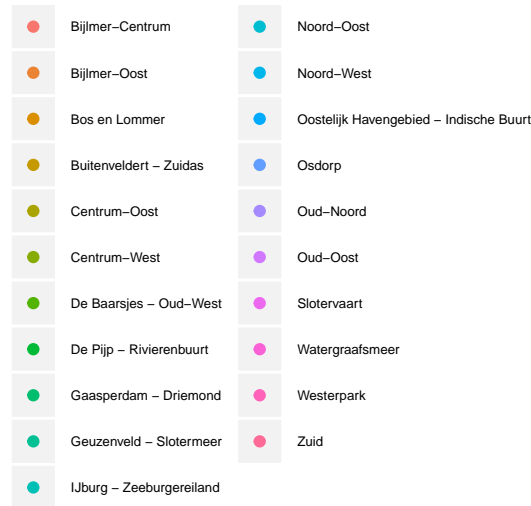 Bijlmer−Centrum
Bijlmer−Oost
Bos en Lommer
Buitenveldert − Zuidas
Centrum−Oost
Centrum−West
De Baarsjes − Oud−West
De Pijp − Rivierenbuurt
Gaasperdam − Driemond
Geuzenveld − Slotermeer
IJburg − Zeeburgereiland
Noord−Oost
Noord−West
Oostelijk Havengebied − Indische Buurt
Osdorp
Oud−Noord
Oud−Oost
Slotervaart
Watergraafsmeer
Westerpark
Zuid